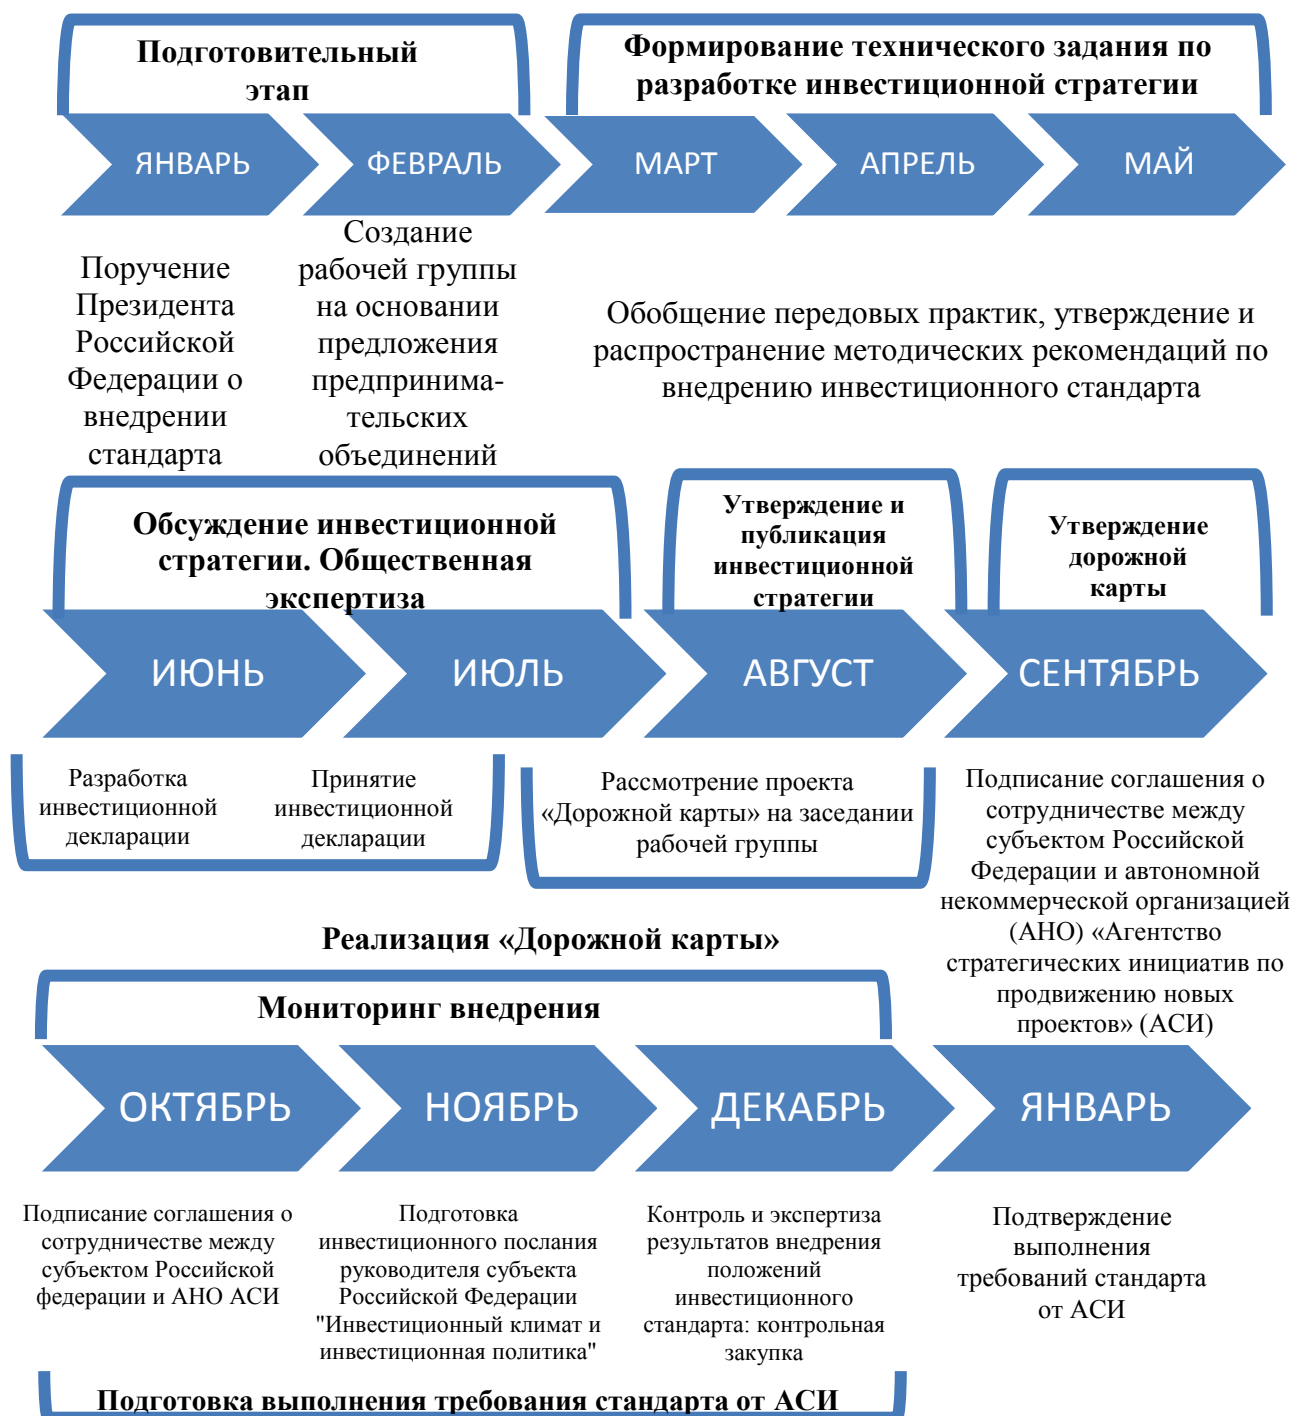 Подготовительный
этап
Формирование технического задания по
разработке инвестиционной стратегии
ЯНВАРЬ
ФЕВРАЛЬ
МАРТ
АПРЕЛЬ
МАЙ
Поручение
Президента
Российской
Федерации о
внедрении
стандарта
Создание
рабочей группы
на основании
предложения
предпринима-
тельских
объединений
Обобщение передовых практик, утверждение и
распространение методических рекомендаций по
внедрению инвестиционного стандарта
Обсуждение инвестиционной
стратегии. Общественная
экспертиза
Утверждение и
публикация
инвестиционной
стратегии
Утверждение
дорожной
карты
ИЮНЬ
ИЮЛЬ
АВГУСТ
СЕНТЯБРЬ
Разработка
инвестиционной
декларации
Принятие
инвестиционной
декларации
Рассмотрение проекта
«Дорожной карты» на заседании
рабочей группы
Подписание соглашения о
сотрудничестве между
субъектом Российской
Федерации и автономной
некоммерческой организацией
(АНО) «Агентство
стратегических инициатив по
продвижению новых
проектов» (АСИ)
Реализация «Дорожной карты»
Мониторинг внедрения
ОКТЯБРЬ
НОЯБРЬ
ДЕКАБРЬ
ЯНВАРЬ
Подписание соглашения о
сотрудничестве между
субъектом Российской
федерации и АНО АСИ
Подготовка
инвестиционного послания
руководителя субъекта
Российской Федерации
"Инвестиционный климат и
инвестиционная политика"
Контроль и экспертиза
результатов внедрения
положений
инвестиционного
стандарта: контрольная
закупка
Подтверждение
выполнения
требований стандарта
от АСИ
Подготовка выполнения требования стандарта от АСИ